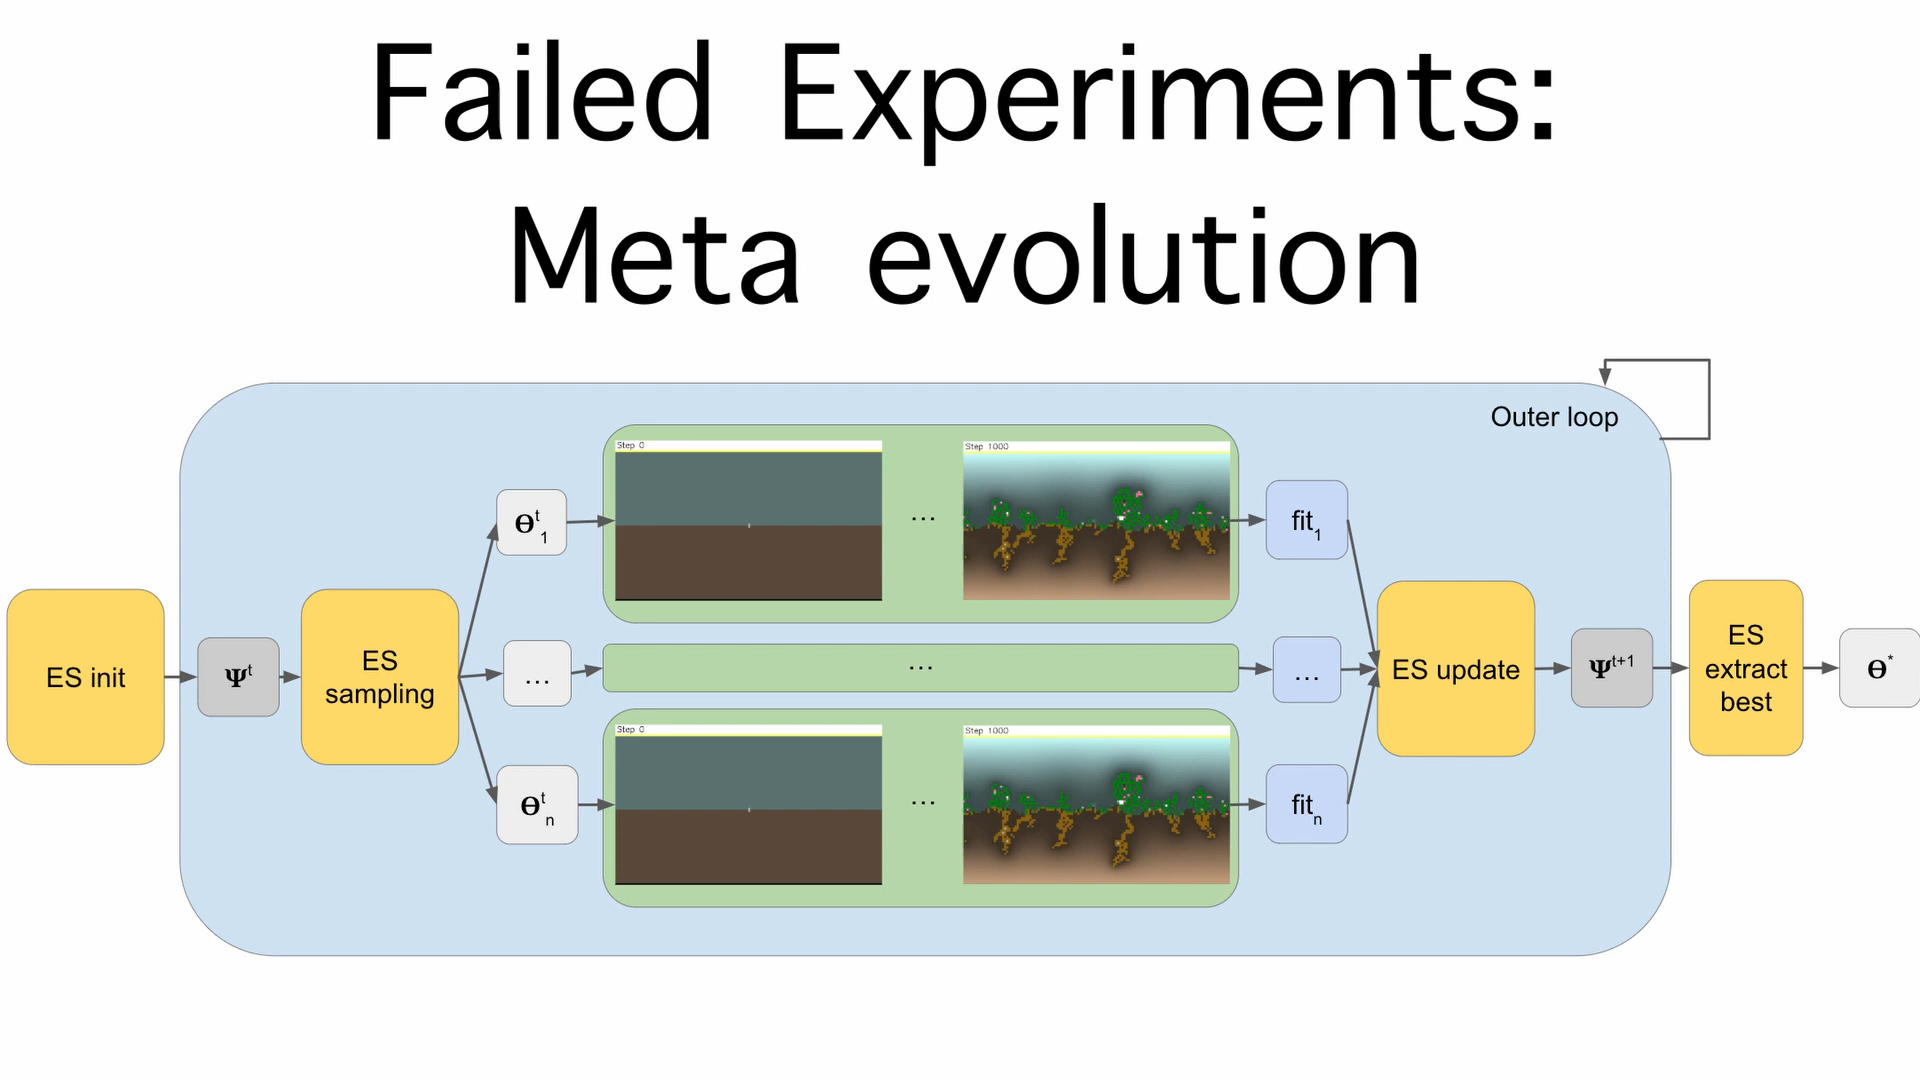 Failed Experiments:
Meta evolution
Outer loop
Step 0
Step 1000
...
ϴᵗ₁
fit₁
ES init
Ψᵗ
ES
sampling
...
...
...
ES update
Ψᵗ⁺¹
ES
extract
best
ϴ*
Step 0
Step 1000
...
ϴᵗₙ
fitₙ